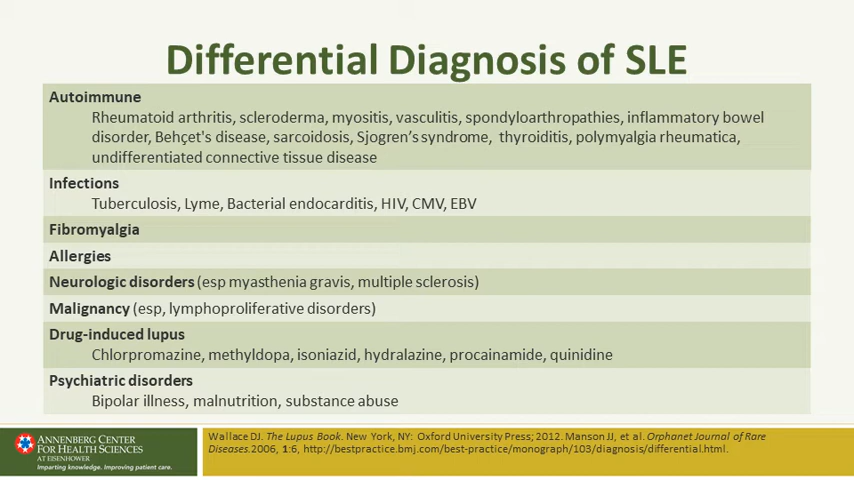 Differential Diagnosis of SLE
Autoimmune
Rheumatoid arthritis, scleroderma, myositis, vasculitis, spondyloarthropathies, inflammatory bowel
disorder, Behçet's disease, sarcoidosis, Sjogren’s syndrome, thyroiditis, polymyalgia rheumatica,
undifferentiated connective tissue disease
Infections
Tuberculosis, Lyme, Bacterial endocarditis, HIV, CMV, EBV
Fibromyalgia
Allergies
Neurologic disorders (esp myasthenia gravis, multiple sclerosis)
Malignancy (esp, lymphoproliferative disorders)
Drug-induced lupus
Chlorpromazine, methyldopa, isoniazid, hydralazine, procainamide, quinidine
Psychiatric disorders
Bipolar illness, malnutrition, substance abuse
ANNENBERG CENTER
FOR HEALTH SCIENCES
AT EISENHOWER
Imparting knowledge. Improving patient care.
Wallace DJ. The Lupus Book. New York, NY: Oxford University Press; 2012. Manson JJ, et al. Orphanet Journal of Rare
Diseases.2006, 1:6, http://bestpractice.bmj.com/best-practice/monograph/103/diagnosis/differential.html.